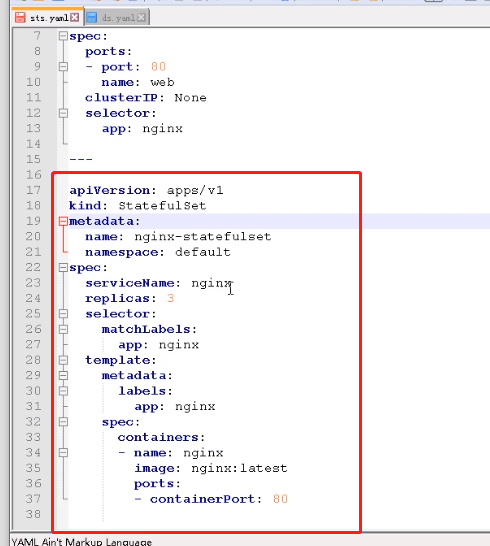 sts.yaml ds.yaml
7 spec:
8 ports:
9 - port: 80
10 name: web
11 clusterIP: None
12 selector:
13 app: nginx
14
15 ---
16
17 apiVersion: apps/v1
18 kind: StatefulSet
19 metadata:
20 name: nginx-statefulset
21 namespace: default
22 spec:
23 serviceName: nginx
24 replicas: 3
25 selector:
26 matchLabels:
27 app: nginx
28 template:
29 metadata:
30 labels:
31 app: nginx
32 spec:
33 containers:
34 - name: nginx
35 image: nginx:latest
36 ports:
37 - containerPort: 80
38
YAML Ain't Markup Language